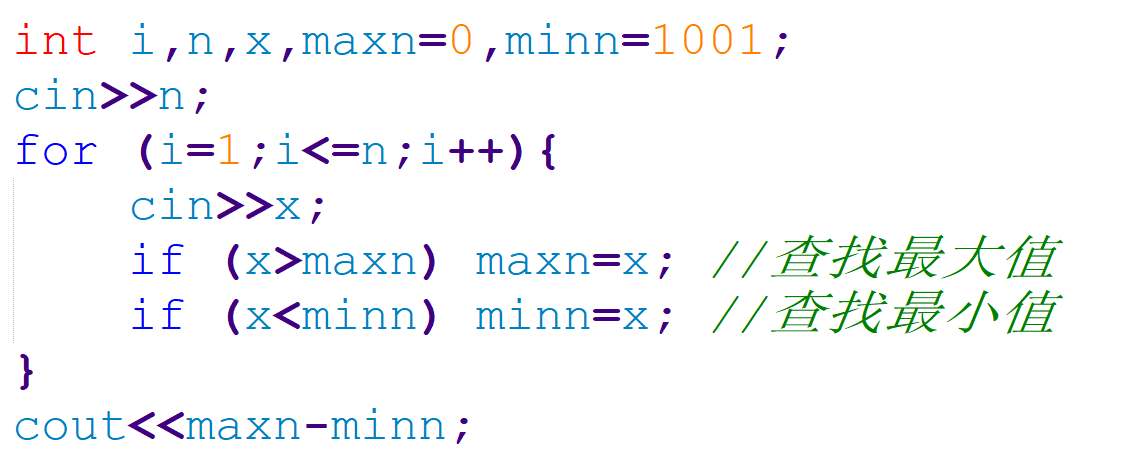 int i,n,x,maxn=0,minn=1001;
cin>>n;
for (i=1;i<=n;i++){
    cin>>x;
    if (x>maxn) maxn=x; //查找最大值
    if (x<minn) minn=x; //查找最小值
}
cout<<maxn-minn;